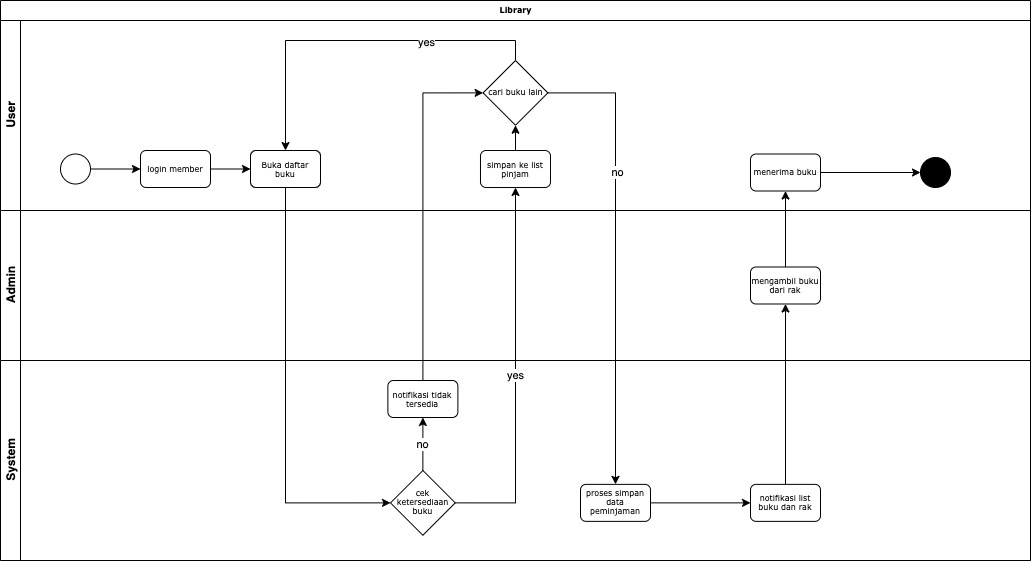 Library
User
yes
cari buku lain
login member
Buka daftar
buku
simpan ke list
pinjam
no
menerima buku
Admin
mengambil buku
dari rak
System
yes
notifikasi tidak
tersedia
no
cek
ketersediaan
buku
proses simpan
data
peminjaman
notifikasi list
buku dan rak